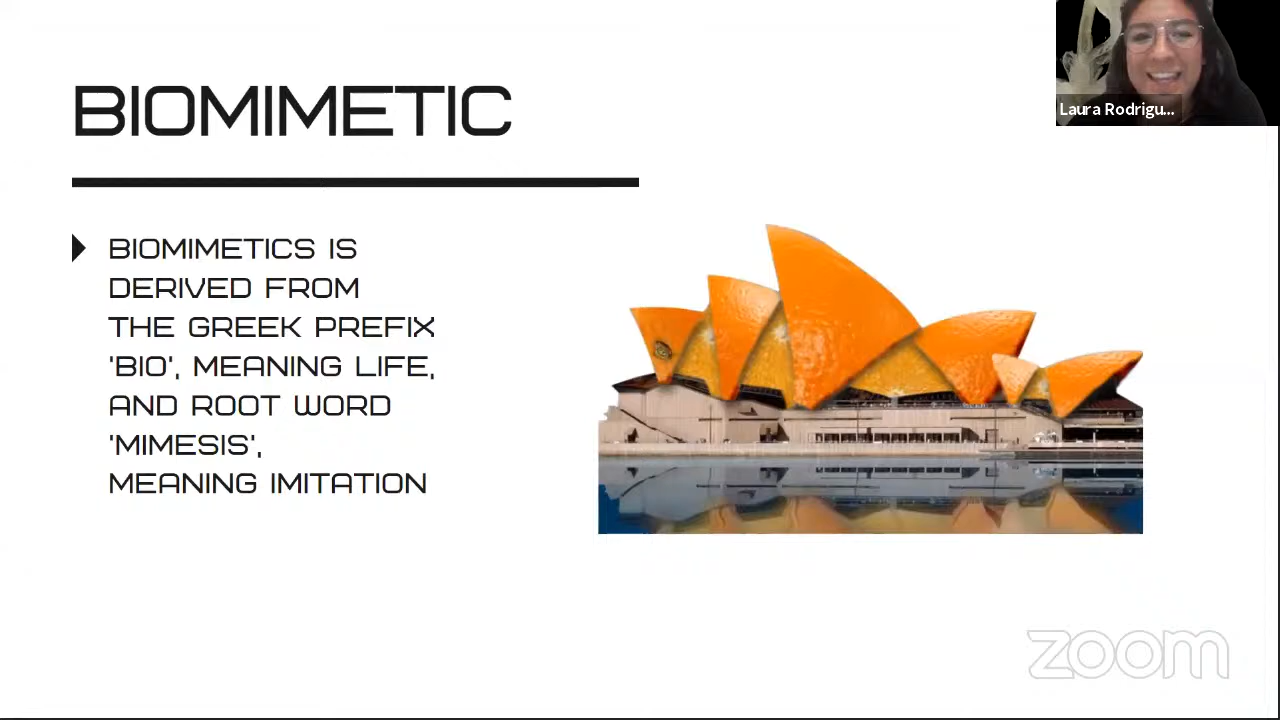 BIOMIMETIC
Laura Rodrigu...
BIOMIMETICS IS
DERIVED FROM
THE GREEK PREFIX
'BIO', MEANING LIFE,
AND ROOT WORD
'MIMESIS',
MEANING IMITATION
zoom